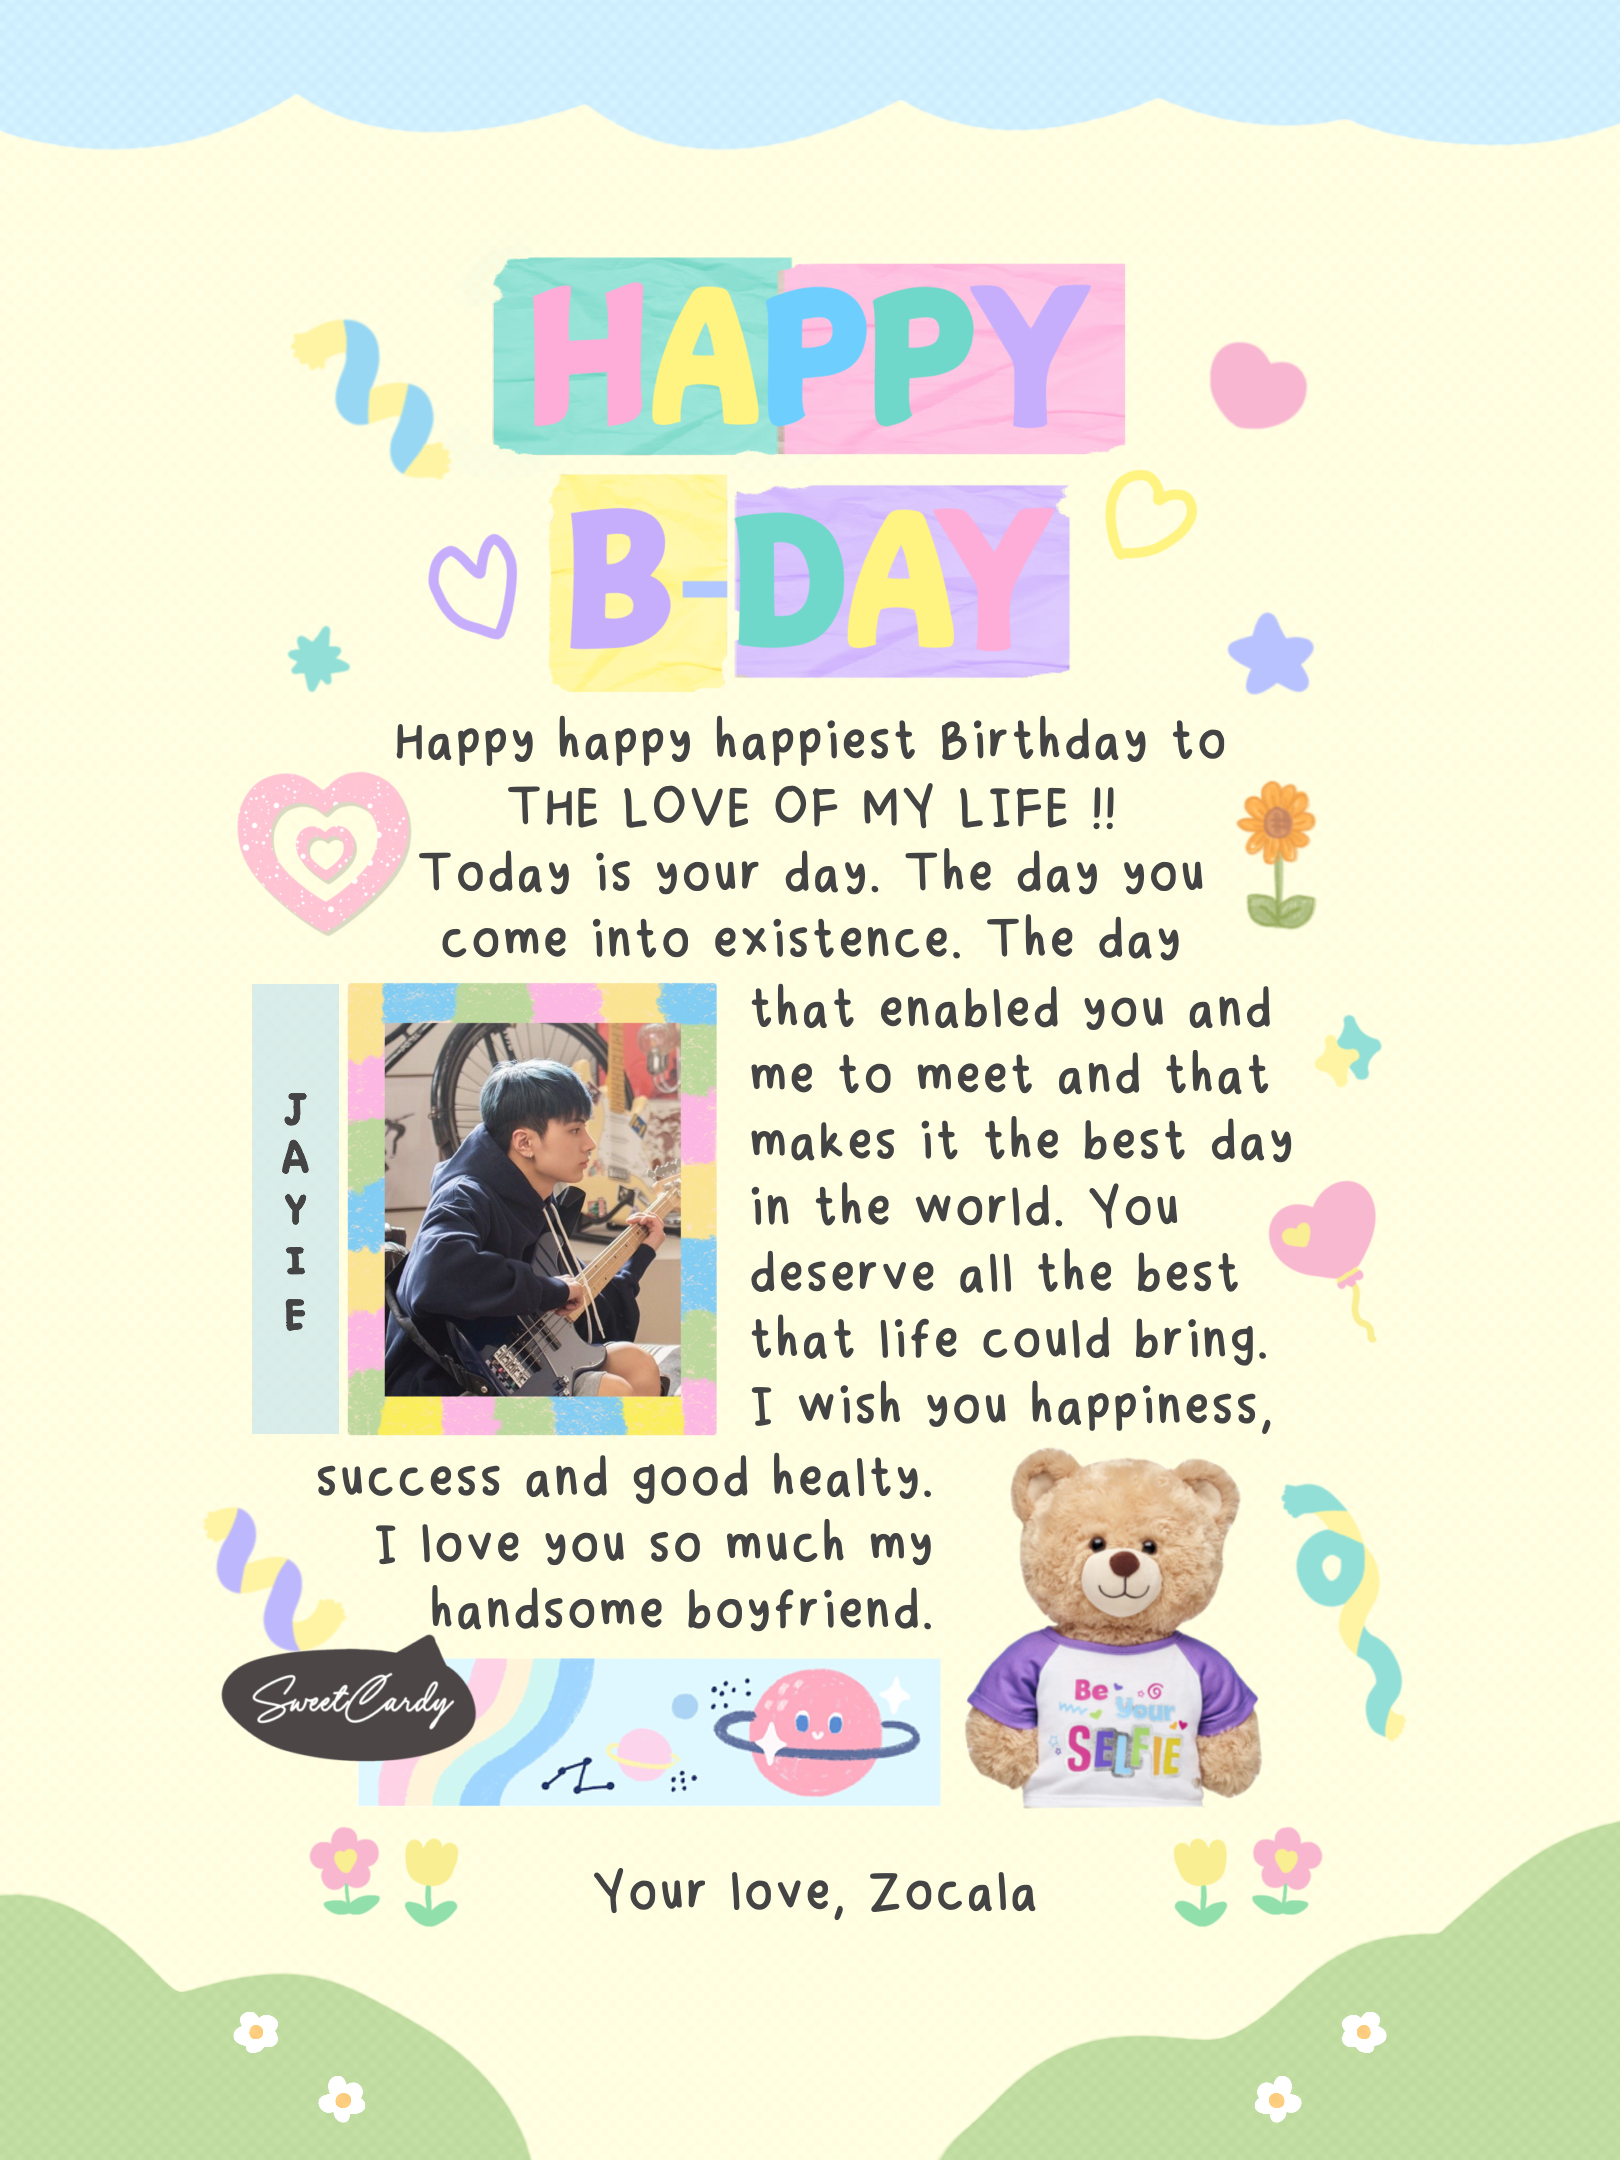 HAPPY
B-DAY
Happy happy happiest Birthday to
THE LOVE OF MY LIFE !!
Today is your day. The day you
come into existence. The day
that enabled you and
me to meet and that
makes it the best day
in the world. You
deserve all the best
that life could bring.
I wish you happiness,
JAYIE
success and good healty.
I love you so much my
handsome boyfriend.
SweetCardy
Be
Your
SELFIE
Your love, Zocala